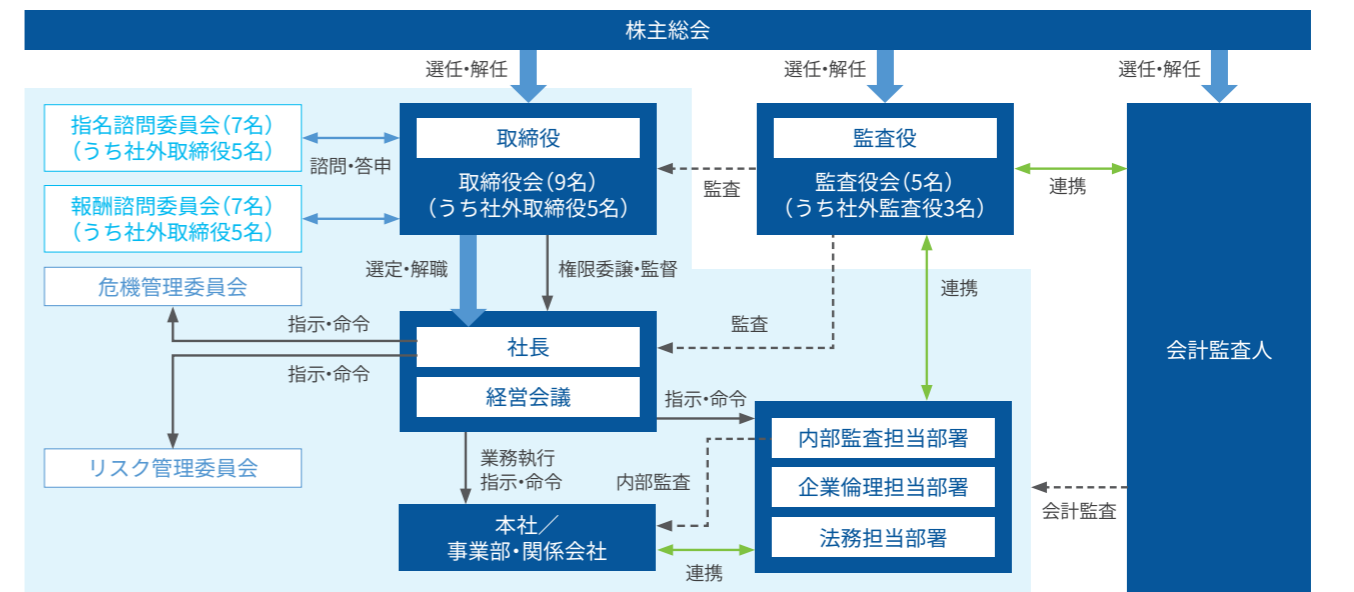 株主総会
選任・解任
選任・解任
選任・解任
指名諮問委員会(7名)
(うち社外取締役5名)
諮問・答申
報酬諮問委員会(7名)
(うち社外取締役5名)
取締役
取締役会(9名)
(うち社外取締役5名)
監査
監査役
監査役会(5名)
(うち社外監査役3名)
連携
会計監査人
選定・解職
権限委譲・監督
連携
危機管理委員会
指示・命令
監査
社長
指示・命令
経営会議
指示・命令
リスク管理委員会
業務執行
指示・命令
内部監査
内部監査担当部署
企業倫理担当部署
法務担当部署
会計監査
本社/
事業部・関係会社
連携